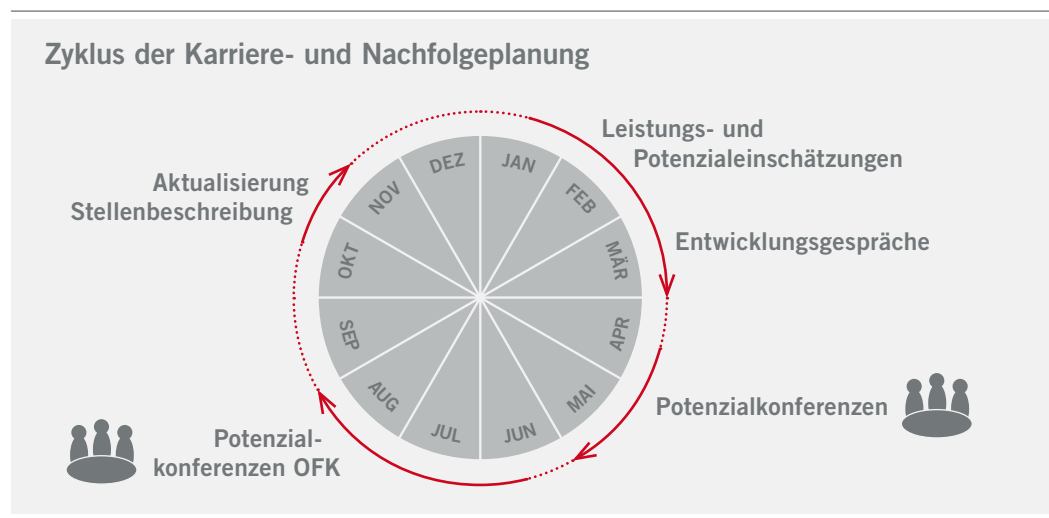 Zyklus der Karriere- und Nachfolgeplanung
Leistungs- und
Potenzialeinschätzungen
Entwicklungsgespräche
Potenzialkonferenzen
Potenzial-
konferenzen OFK
Aktualisierung
Stellenbeschreibung
JAN
FEB
MÄR
APR
MAI
JUN
JUL
AUG
SEP
OKT
NOV
DEZ